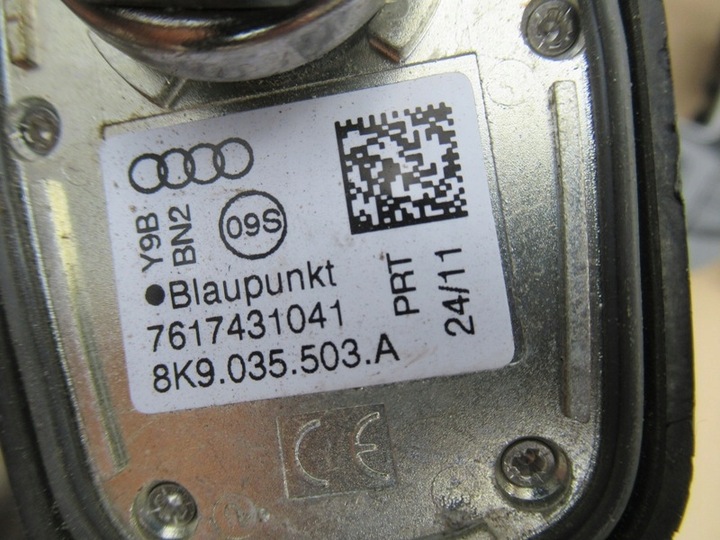 Y9B
BN2
09S
Blaupunkt
7617431041
8K9.035.503.A
PRT
24/11
CE